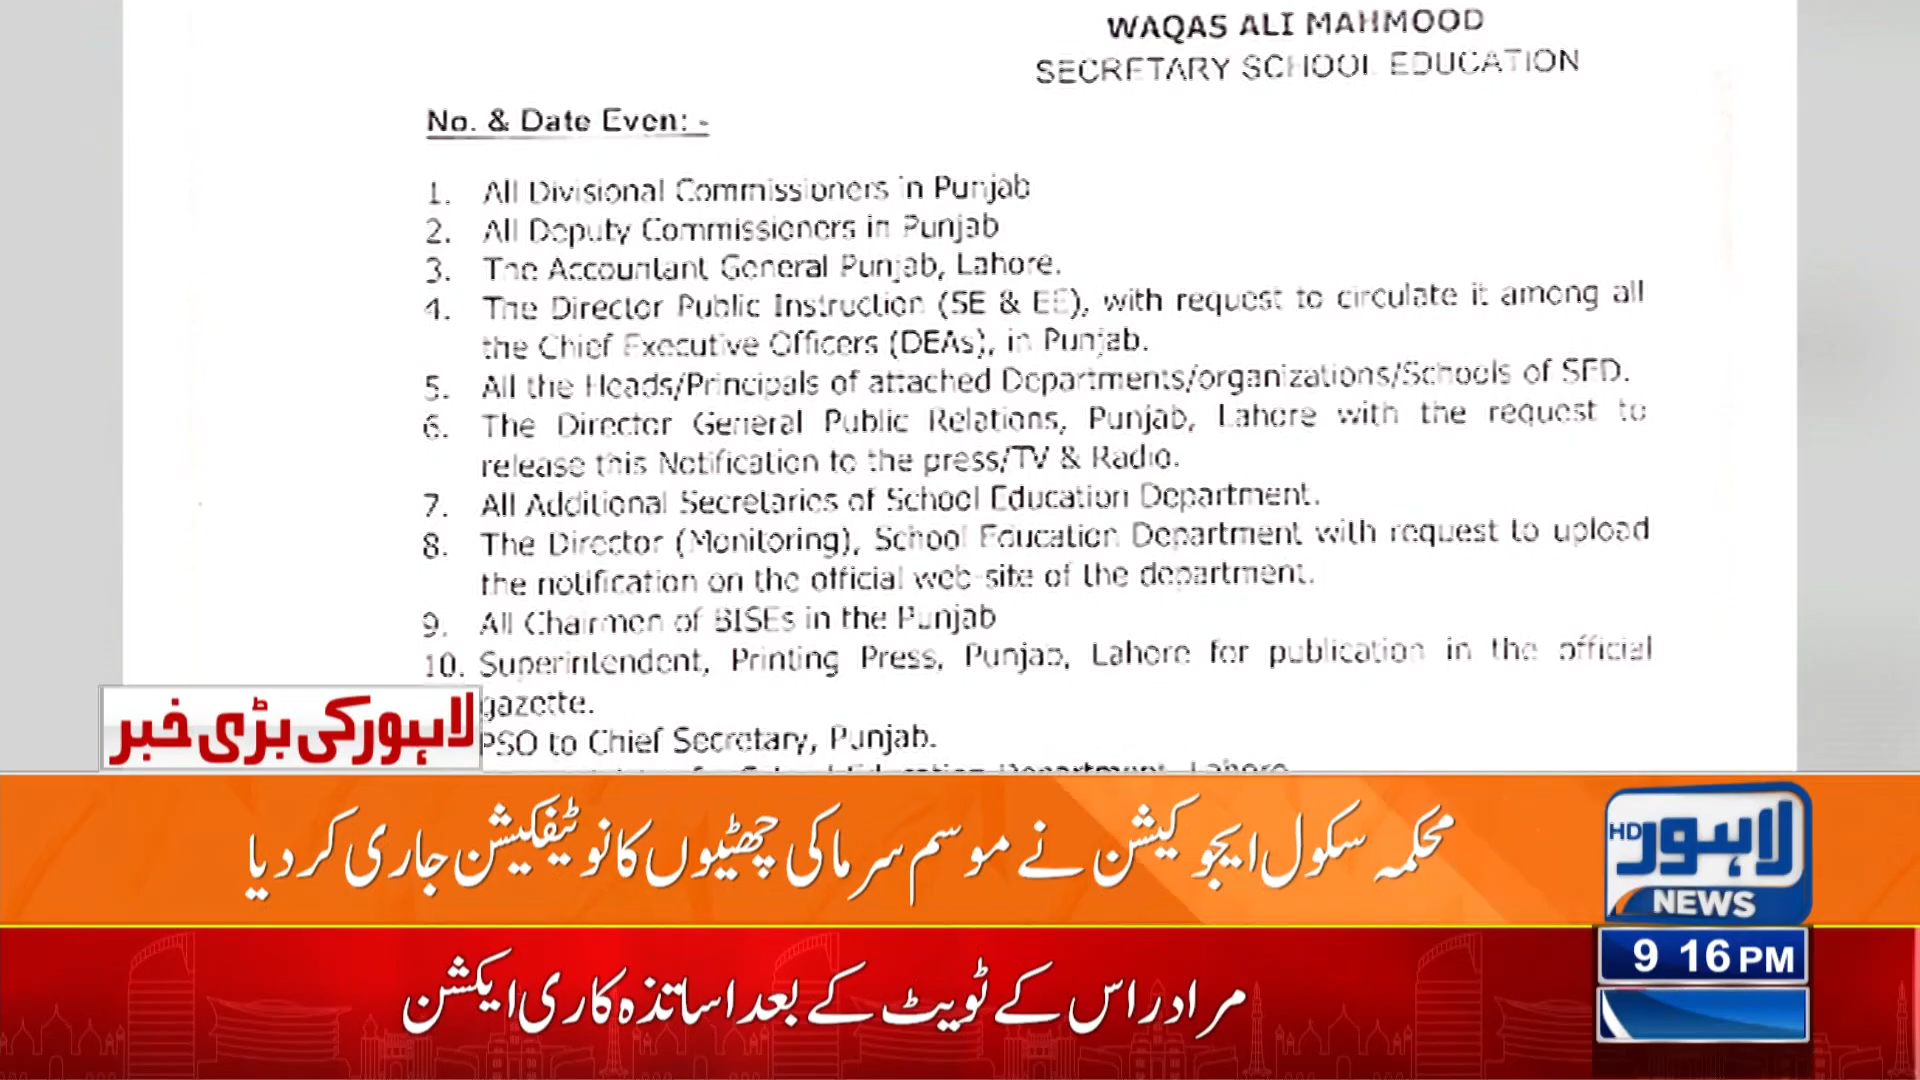 WAQAS ALI MAHMOOD
SECRETARY SCHOOL EDUCATION
No. & Date Even: -
1. All Divisional Commissioners in Punjab
2. All Deputy Commissioners in Punjab
3. The Accountant General Punjab, Lahore.
4. The Director Public Instruction (SE & EE), with request to circulate it among all
the Chief Executive Officers (DEAs), in Punjab.
5. All the Heads/Principals of attached Departments/organizations/Schools of SED.
6. The Director General Public Relations, Punjab, Lahore with the request to
release this Notification to the press/TV & Radio.
7. All Additional Secretaries of School Education Department.
8. The Director (Monitoring), School Education Department with request to upload
the notification on the official web-site of the department.
9. All Chairmen of BISEs in the Punjab
10. Superintendent, Printing Press, Punjab, Lahore for publication in the official
gazette.
PSO to Chief Secretary, Punjab.
School Education Department, Lahore
لاہور کی بڑی خبر
محکمہ سکول ایجوکیشن نے موسم سرما کی چھٹیوں کا نوٹیفکیشن جاری کر دیا
لاہور HD
NEWS
9 16 PM
مراد راس کے ٹویٹ کے بعد اساتذہ کا ری ایکشن